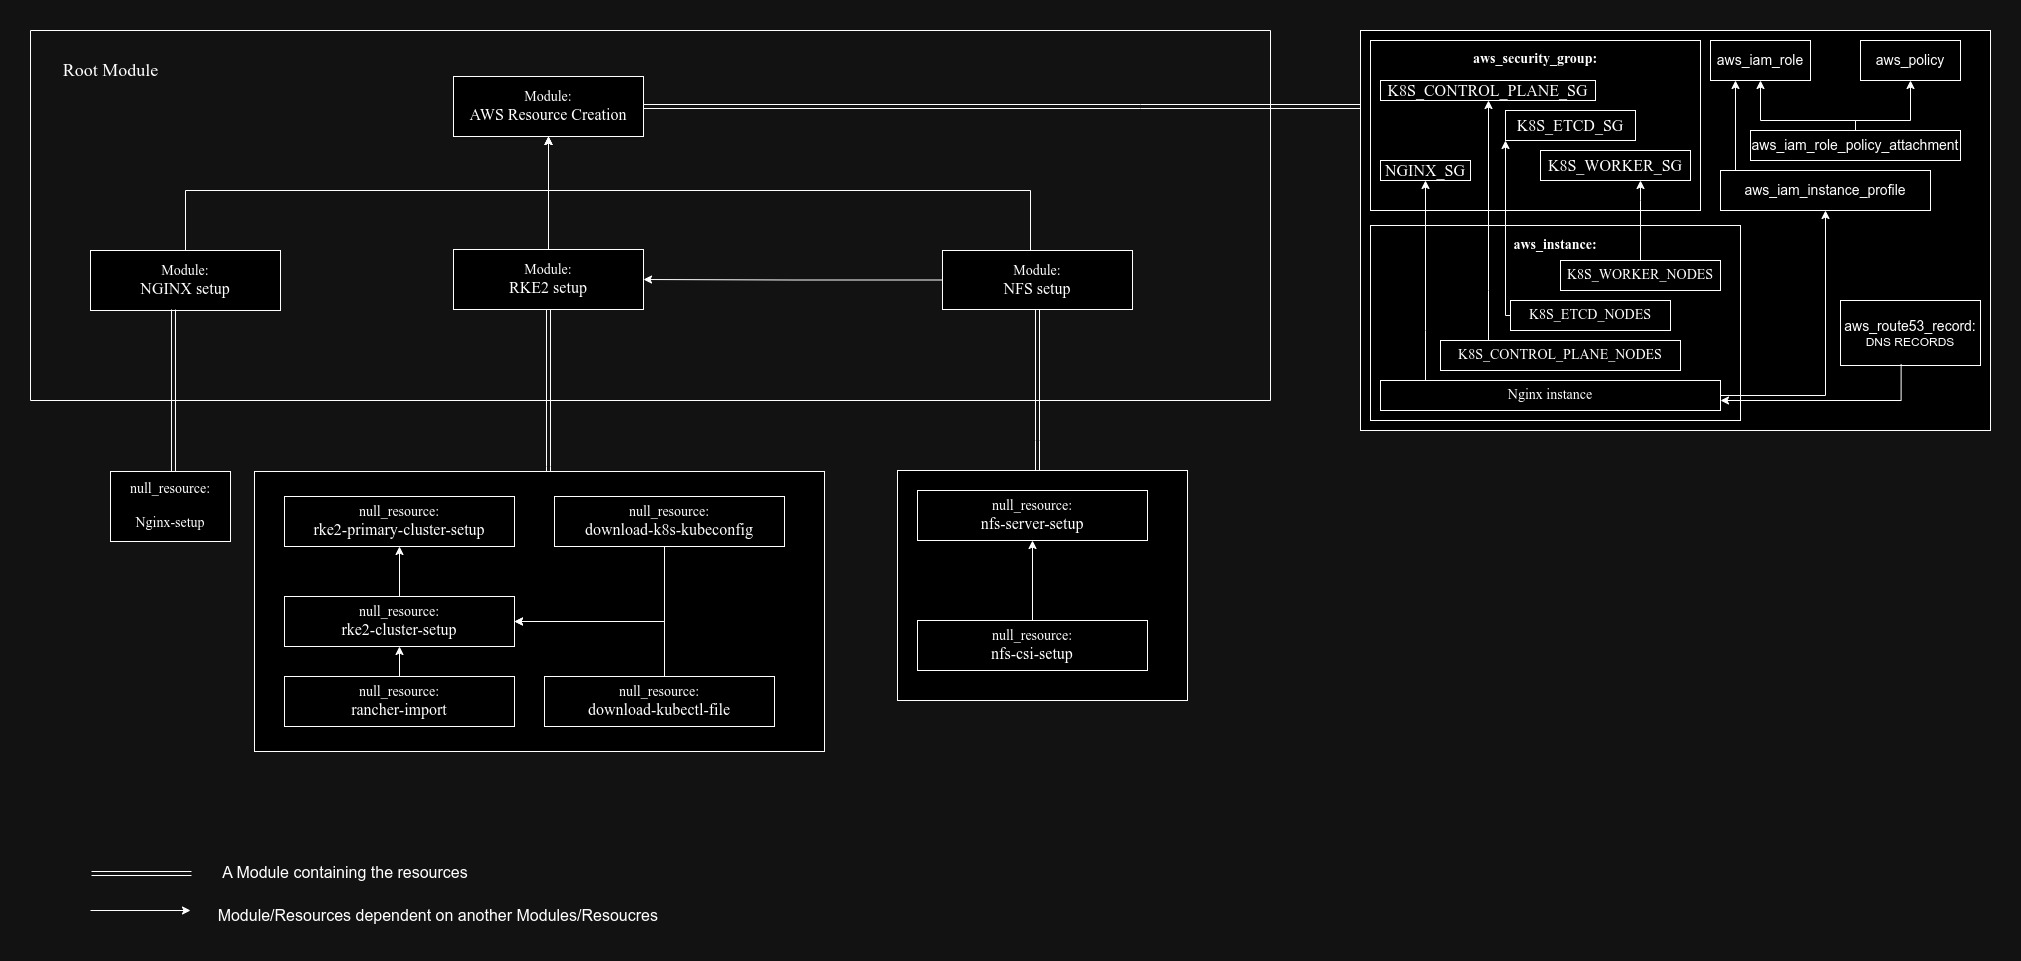 Root Module
Module:
AWS Resource Creation
Module:
NGINX setup
Module:
RKE2 setup
Module:
NFS setup
aws_security_group:
K8S_CONTROL_PLANE_SG
K8S_ETCD_SG
K8S_WORKER_SG
NGINX_SG
aws_iam_role
aws_policy
aws_iam_role_policy_attachment
aws_iam_instance_profile
aws_instance:
K8S_WORKER_NODES
K8S_ETCD_NODES
K8S_CONTROL_PLANE_NODES
Nginx instance
aws_route53_record:
DNS RECORDS
null_resource:
Nginx-setup
null_resource:
rke2-primary-cluster-setup
null_resource:
download-k8s-kubeconfig
null_resource:
rke2-cluster-setup
null_resource:
rancher-import
null_resource:
download-kubectl-file
null_resource:
nfs-server-setup
null_resource:
nfs-csi-setup
A Module containing the resources
Module/Resources dependent on another Modules/Resoucres